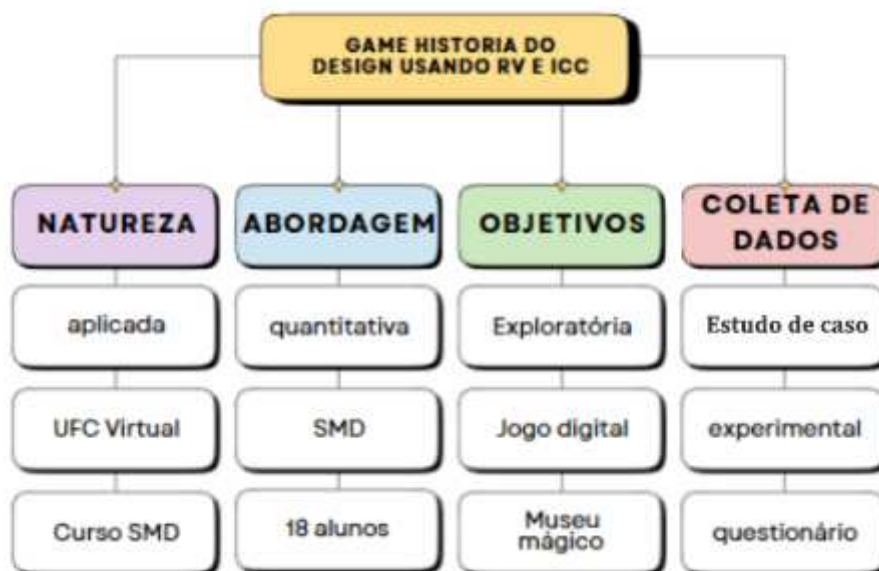 GAME HISTORIA DO
DESIGN USANDO RV E ICC
NATUREZA
ABORDAGEM
OBJETIVOS
COLETA DE
DADOS
aplicada
quantitativa
Exploratória
Estudo de caso
UFC Virtual
SMD
Jogo digital
experimental
Curso SMD
18 alunos
Museu
mágico
questionário